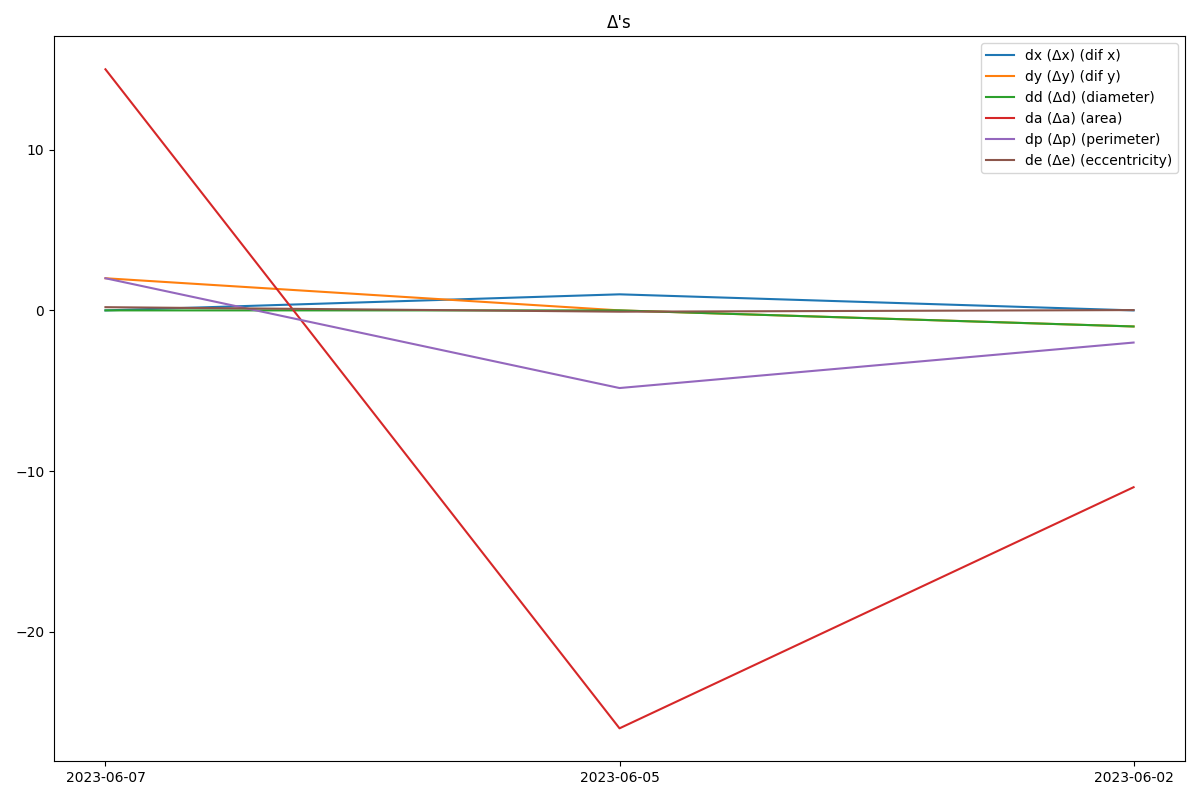 Δ's
dx (Δx) (dif x)
dy (Δy) (dif y)
dd (Δd) (diameter)
da (Δa) (area)
dp (Δp) (perimeter)
de (Δe) (eccentricity)
10
0
−10
−20
2023-06-07 2023-06-05 2023-06-02